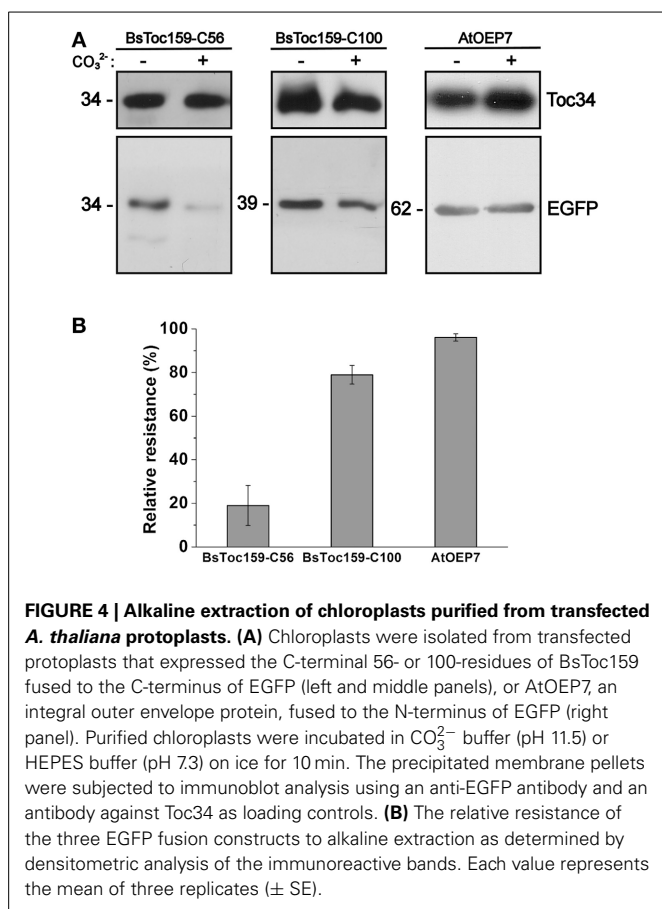 A
BsToc159-C56 BsToc159-C100 AtOEP7
CO₃²⁻ : - + - + - +
34 - Toc34
34 - 39 - 62 - EGFP
B
100
80
60
40
20
0
Relative resistance (%)
BsToc159-C56 BsToc159-C100 AtOEP7
FIGURE 4 | Alkaline extraction of chloroplasts purified from transfected
A. thaliana protoplasts. (A) Chloroplasts were isolated from transfected
protoplasts that expressed the C-terminal 56- or 100-residues of BsToc159
fused to the C-terminus of EGFP (left and middle panels), or AtOEP7, an
integral outer envelope protein, fused to the N-terminus of EGFP (right
panel). Purified chloroplasts were incubated in CO₃²⁻ buffer (pH 11.5) or
HEPES buffer (pH 7.3) on ice for 10 min. The precipitated membrane pellets
were subjected to immunoblot analysis using an anti-EGFP antibody and an
antibody against Toc34 as loading controls. (B) The relative resistance of
the three EGFP fusion constructs to alkaline extraction as determined by
densitometric analysis of the immunoreactive bands. Each value represents
the mean of three replicates (± SE).